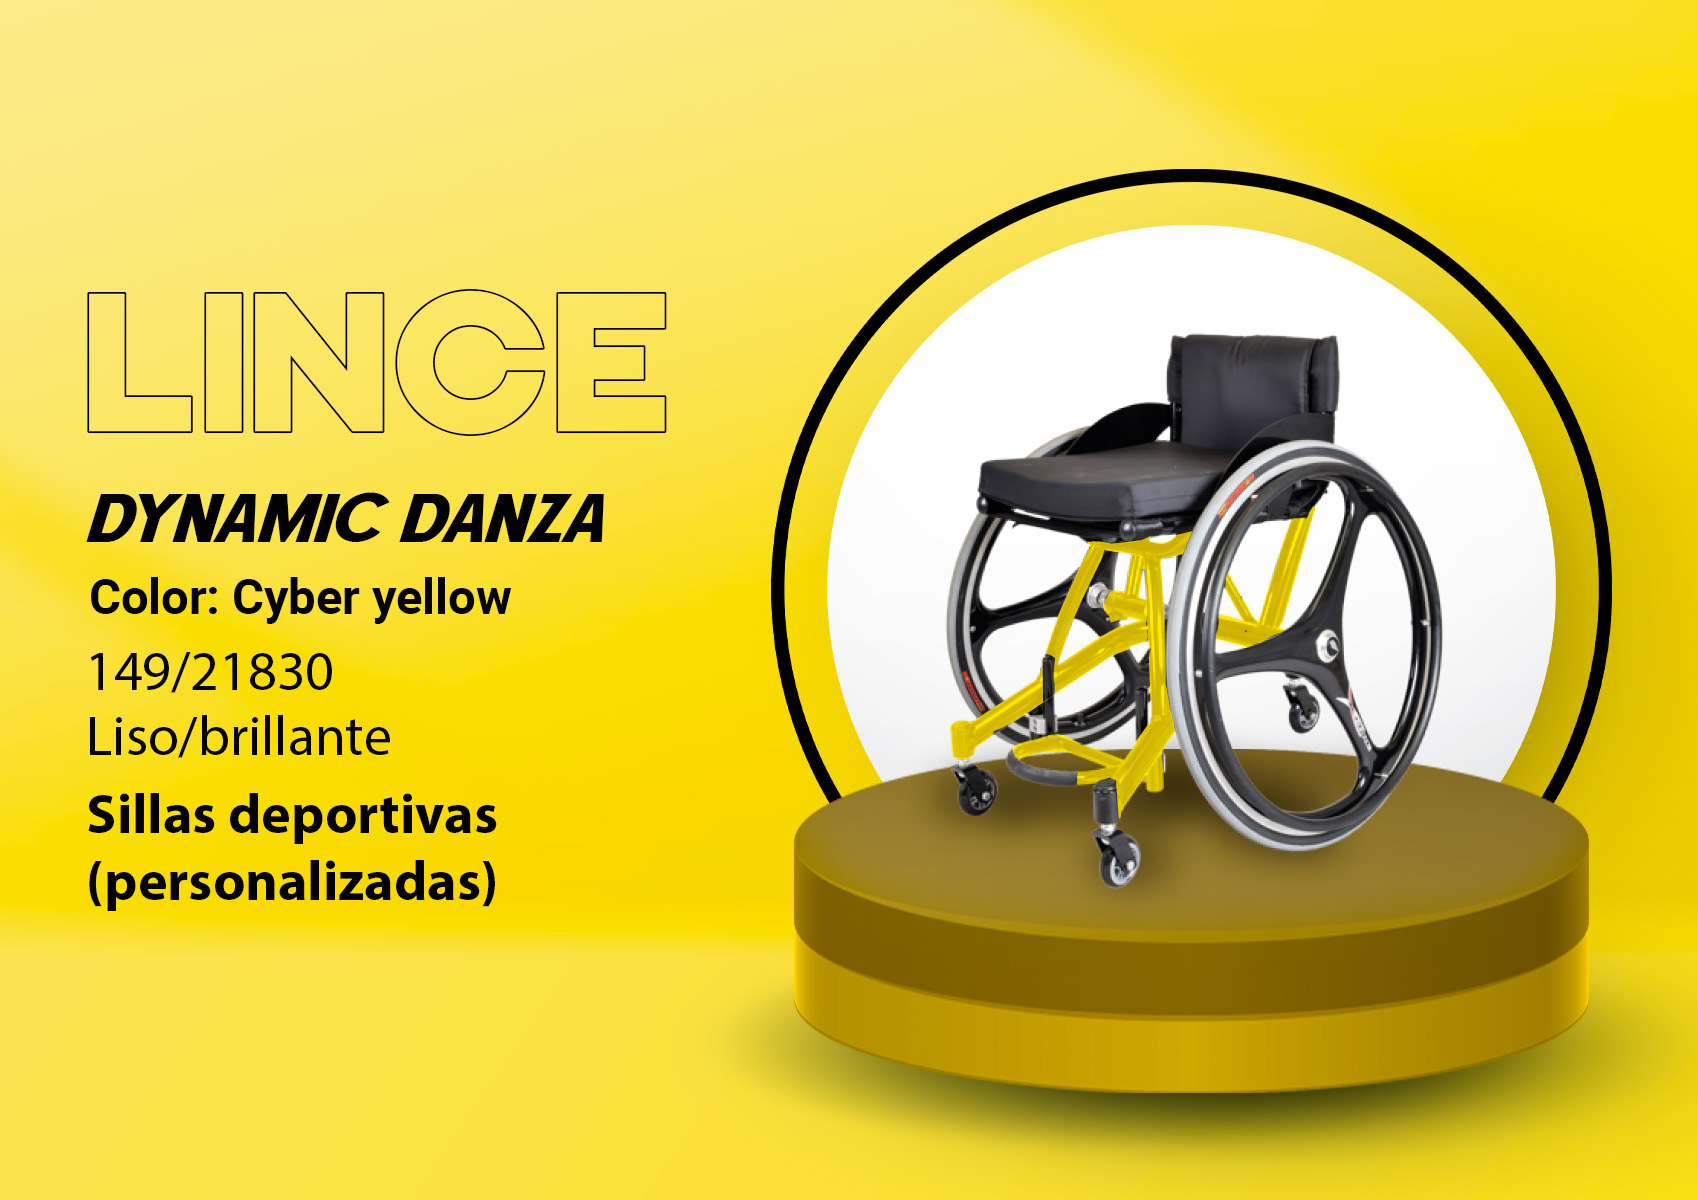 LINCE
DYNAMIC DANZA
Color: Cyber yellow
149/21830
Liso/brillante
Sillas deportivas
(personalizadas)